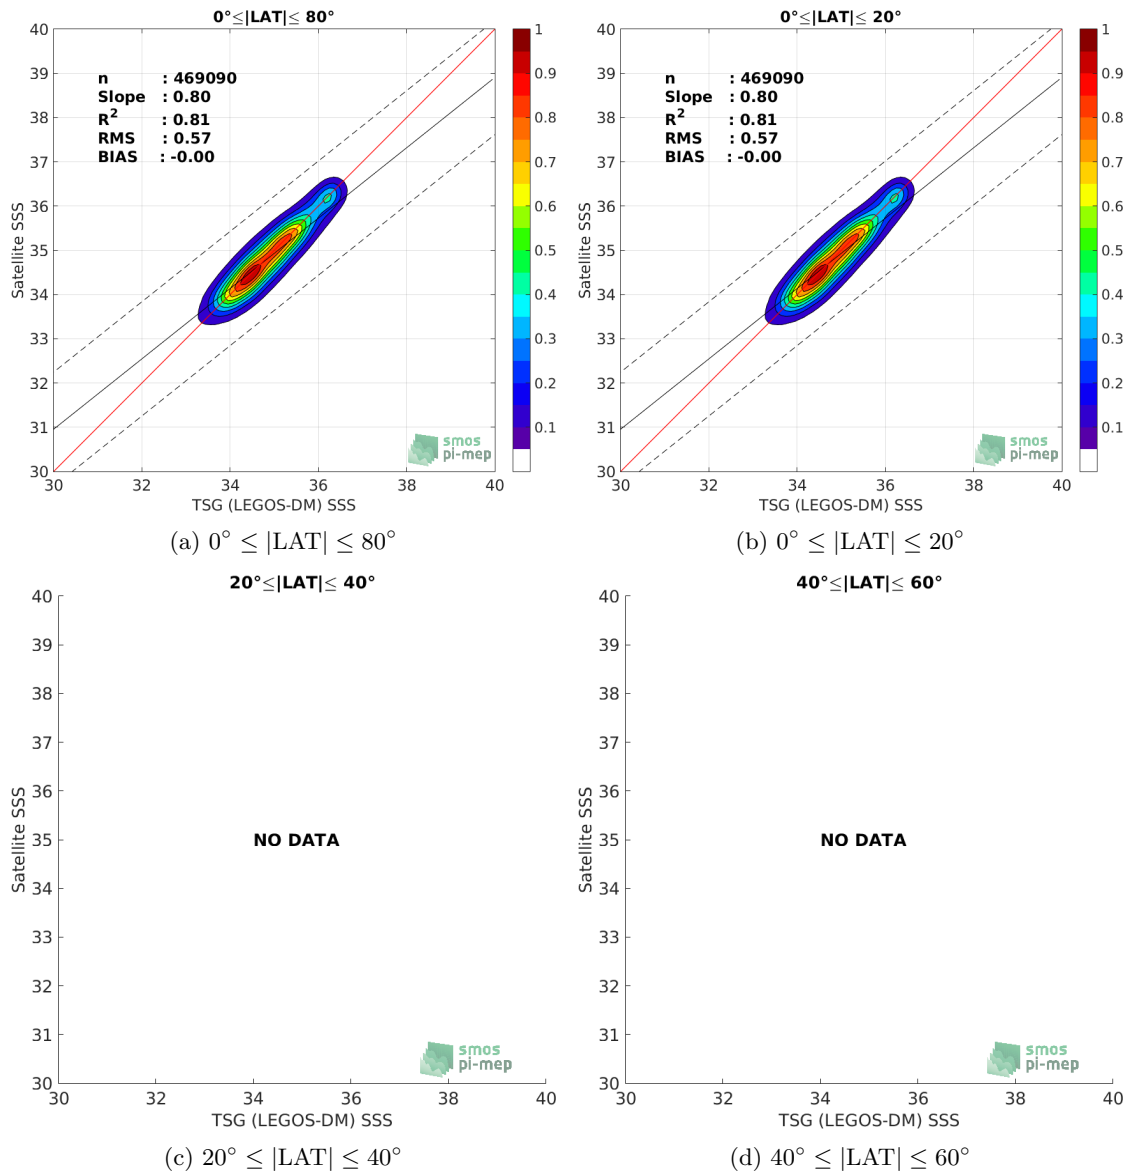 0°≤|LAT|≤ 80°
40
39
38
37
36
35
34
33
32
31
30
Satellite SSS
n : 469090
Slope : 0.80
R2 : 0.81
RMS : 0.57
BIAS : -0.00
smos
pi-mep
30 32 34 36 38 40
TSG (LEGOS-DM) SSS
1
0.9
0.8
0.7
0.6
0.5
0.4
0.3
0.2
0.1
(a) 0° ≤ |LAT| ≤ 80°
0°≤|LAT|≤ 20°
40
39
38
37
36
35
34
33
32
31
30
Satellite SSS
n : 469090
Slope : 0.80
R2 : 0.81
RMS : 0.57
BIAS : -0.00
smos
pi-mep
30 32 34 36 38 40
TSG (LEGOS-DM) SSS
1
0.9
0.8
0.7
0.6
0.5
0.4
0.3
0.2
0.1
(b) 0° ≤ |LAT| ≤ 20°
20°≤|LAT|≤ 40°
40
39
38
37
36
35
34
33
32
31
30
Satellite SSS
NO DATA
smos
pi-mep
30 32 34 36 38 40
TSG (LEGOS-DM) SSS
(c) 20° ≤ |LAT| ≤ 40°
40°≤|LAT|≤ 60°
40
39
38
37
36
35
34
33
32
31
30
Satellite SSS
NO DATA
smos
pi-mep
30 32 34 36 38 40
TSG (LEGOS-DM) SSS
(d) 40° ≤ |LAT| ≤ 60°